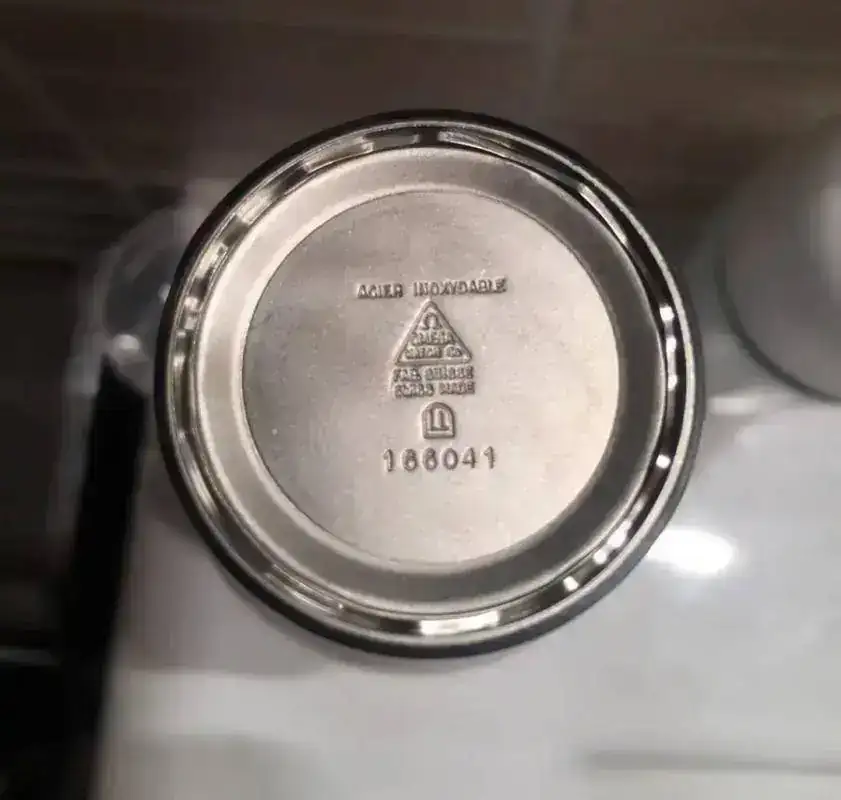 ACIER INOXYDABLE
Ω
OMEGA
WATCH Co
FAB. SUISSE
SWISS MADE
166041